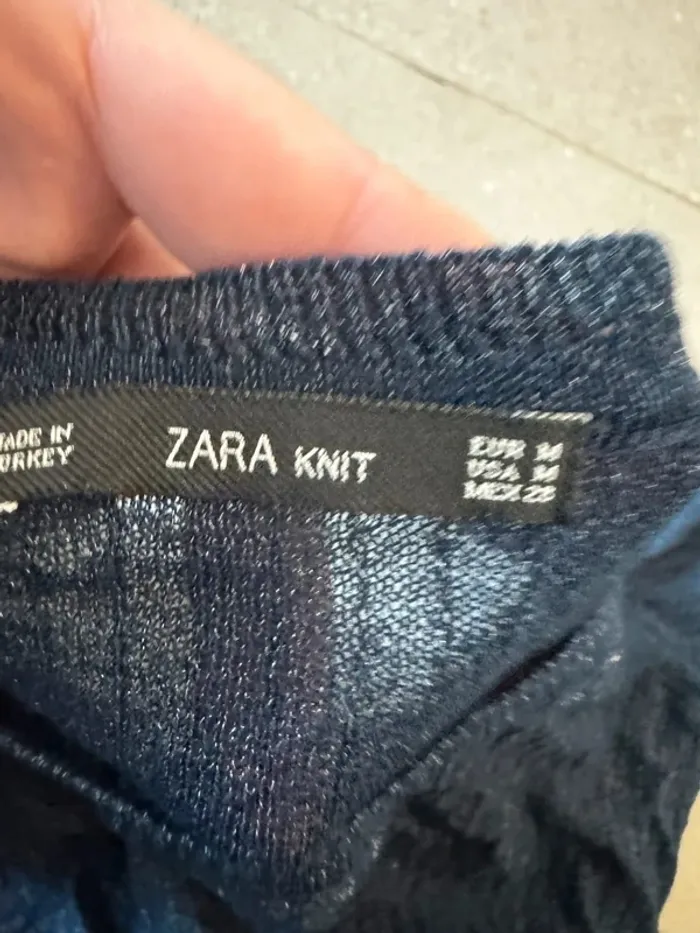 ADE IN
URKEY
ZARA KNIT
EUR M
USA M
MEX 28